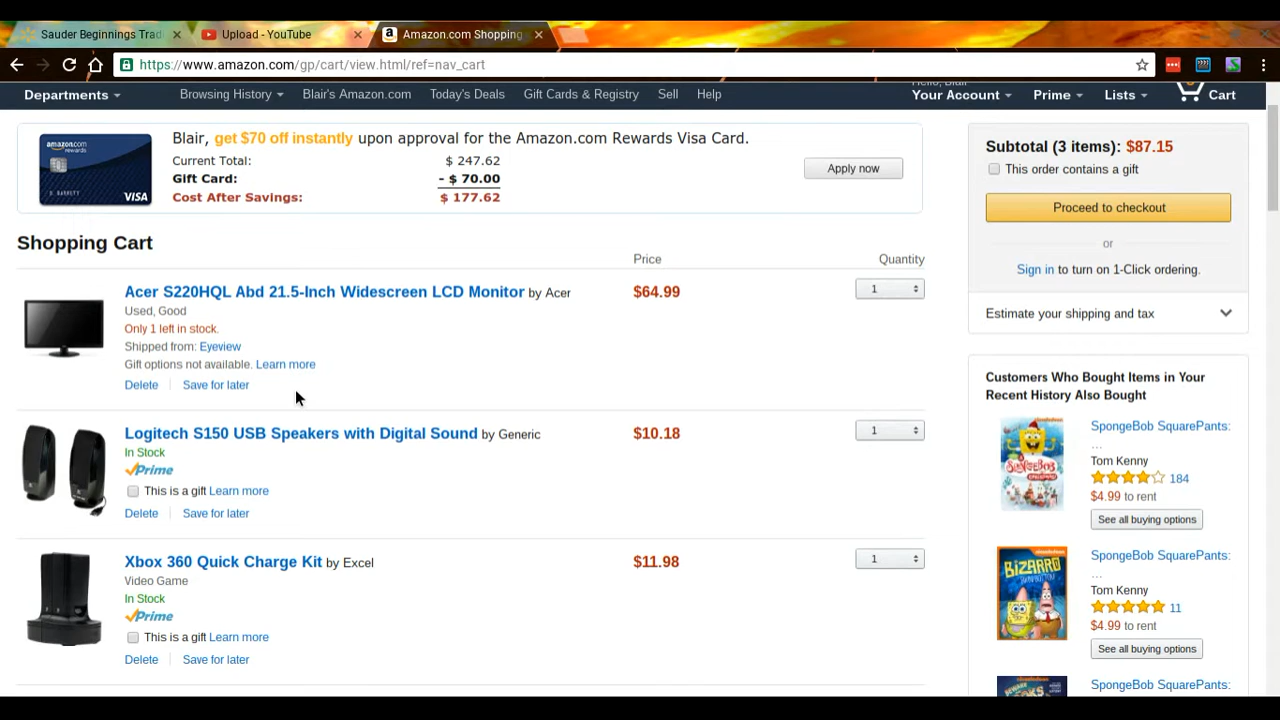 Sauder Beginnings Trad
Upload - YouTube
Amazon.com Shopping
https://www.amazon.com/gp/cart/view.html/ref=nav_cart
Hello, Blair
Departments
Browsing History
Blair's Amazon.com
Today's Deals
Gift Cards & Registry
Sell
Help
Your Account
Prime
Lists
Cart
amazon.com
rewards
D. BARRETT
VISA
Blair, get $70 off instantly upon approval for the Amazon.com Rewards Visa Card.
Current Total: $ 247.62
Gift Card: - $ 70.00
Cost After Savings: $ 177.62
Apply now
Subtotal (3 items): $87.15
This order contains a gift
Proceed to checkout
or
Sign in to turn on 1-Click ordering.
Estimate your shipping and tax
Shopping Cart
Price
Quantity
Acer S220HQL Abd 21.5-Inch Widescreen LCD Monitor by Acer
$64.99
1
Used, Good
Only 1 left in stock.
Shipped from: Eyeview
Gift options not available. Learn more
Delete
Save for later
Logitech S150 USB Speakers with Digital Sound by Generic
$10.18
1
In Stock
Prime
This is a gift Learn more
Delete
Save for later
Xbox 360 Quick Charge Kit by Excel
$11.98
1
Video Game
In Stock
Prime
This is a gift Learn more
Delete
Save for later
Customers Who Bought Items in Your
Recent History Also Bought
SpongeBob SquarePants:
...
Tom Kenny
184
$4.99 to rent
See all buying options
BIZARRO
SpongeBob SquarePants:
...
Tom Kenny
11
$4.99 to rent
See all buying options
SpongeBob SquarePants: